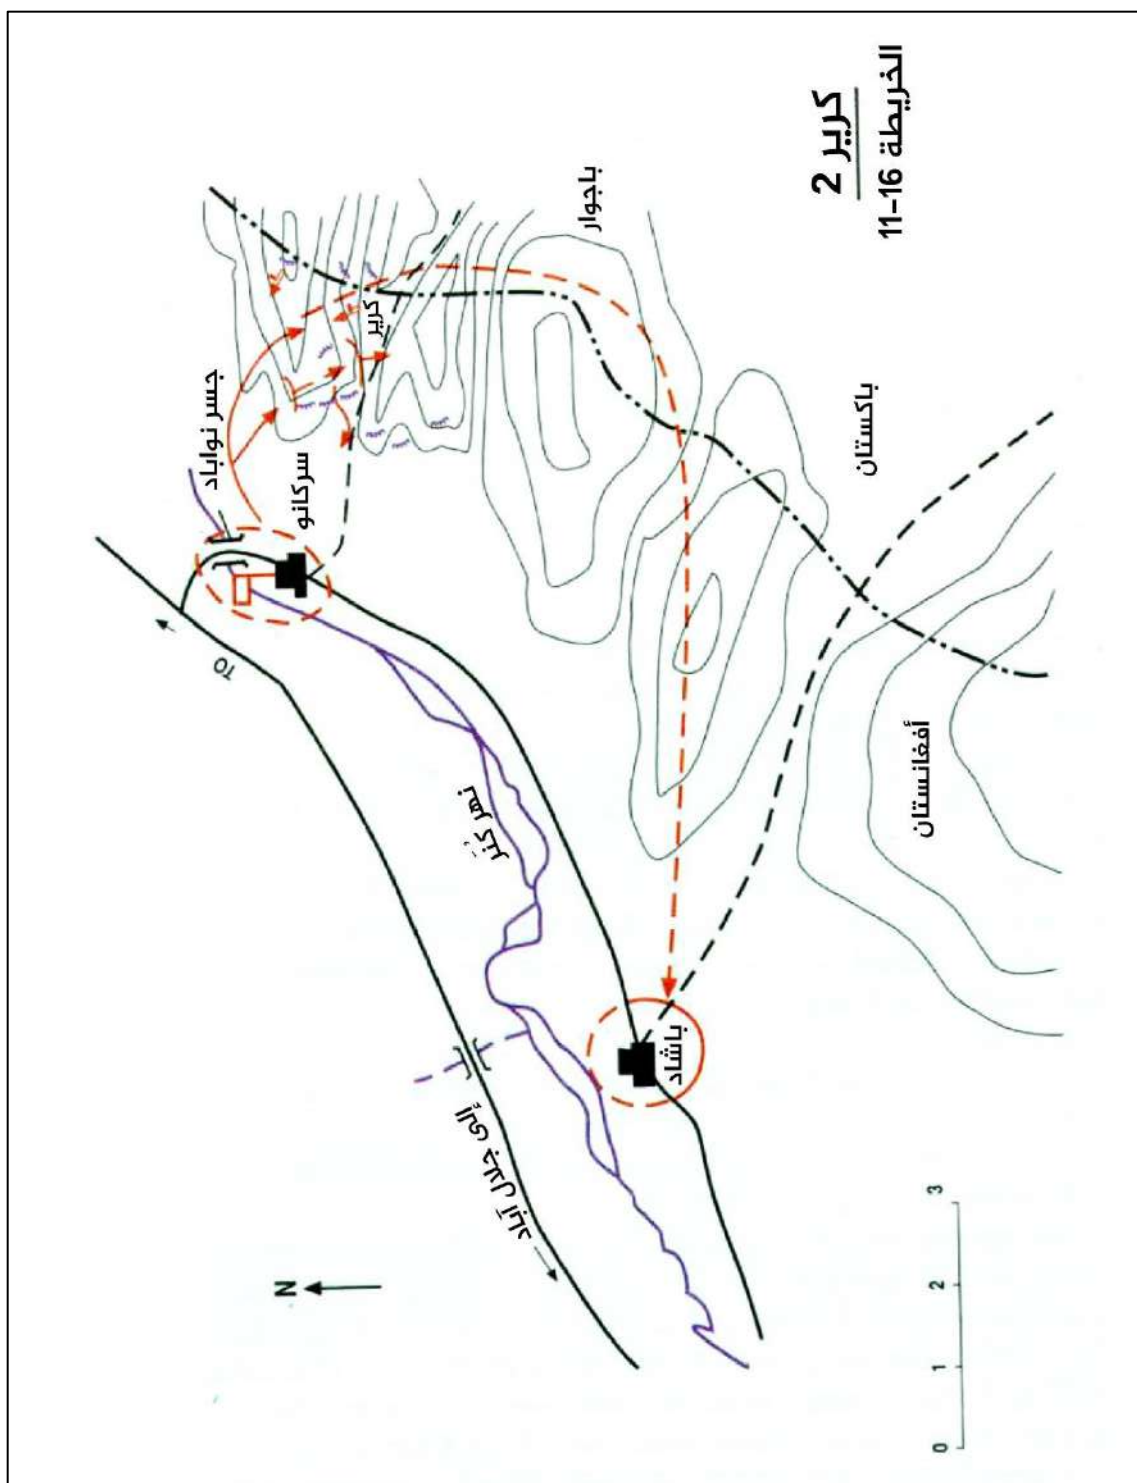 كرير 2
الخريطة 16-11
باجوار
كرير
جسر نواباد
سركانو
باكستان
TO
نهر كنر
أفغانستان
باشاد
إلى جلال آباد
N
0 1 2 3